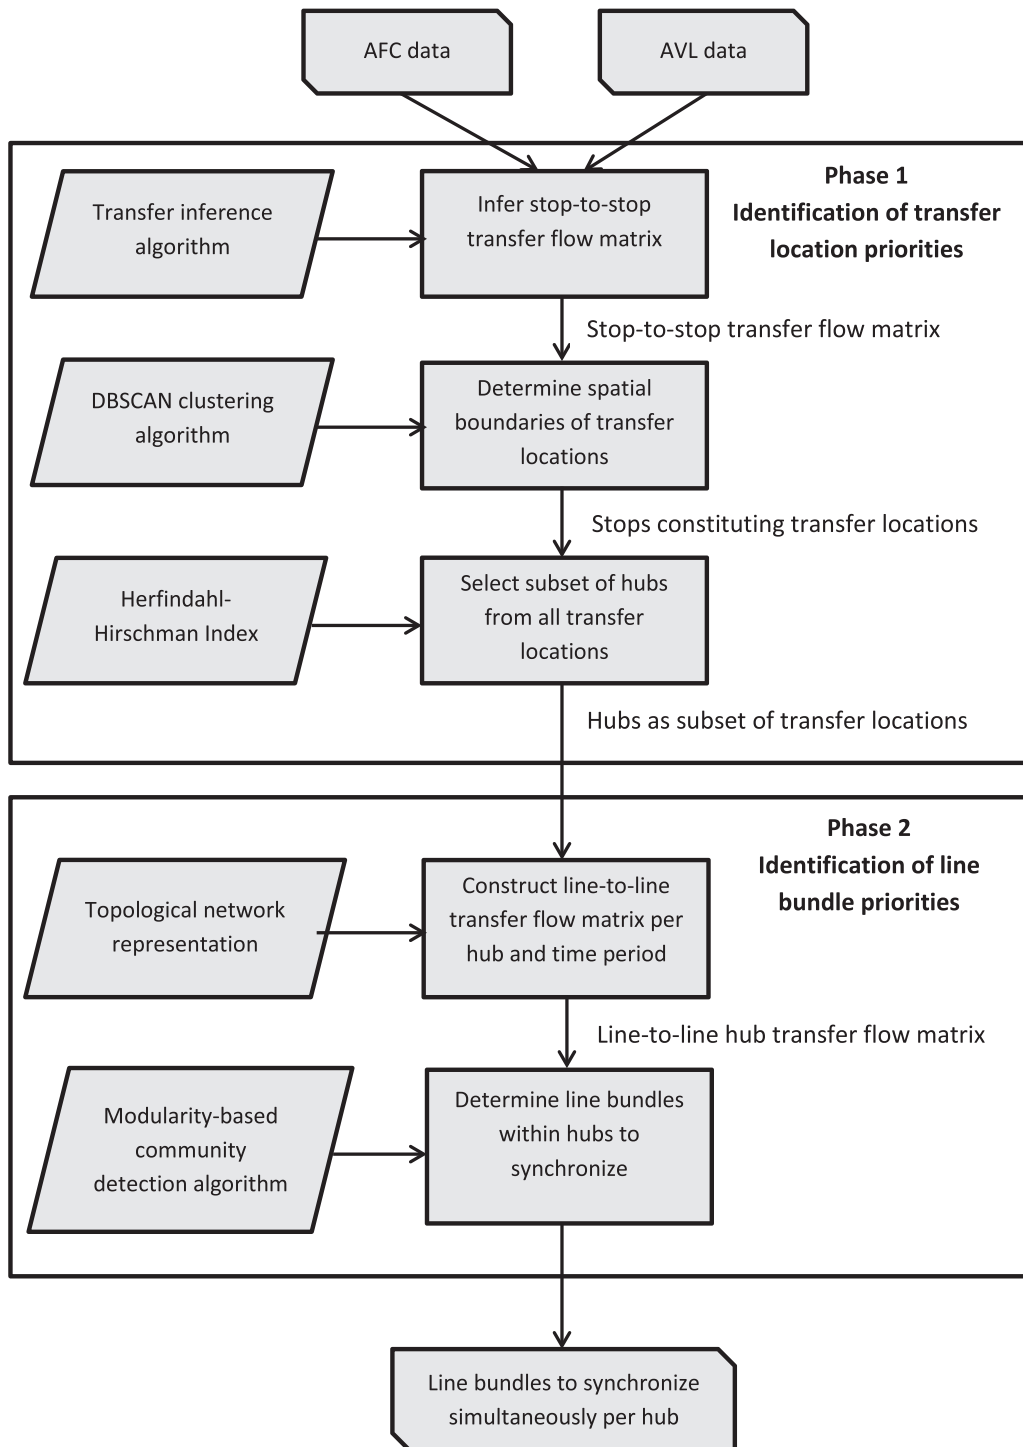 AFC data
AVL data
Phase 1
Identification of transfer
location priorities
Transfer inference
algorithm
Infer stop-to-stop
transfer flow matrix
Stop-to-stop transfer flow matrix
DBSCAN clustering
algorithm
Determine spatial
boundaries of transfer
locations
Stops constituting transfer locations
Herfindahl-
Hirschman Index
Select subset of hubs
from all transfer
locations
Hubs as subset of transfer locations
Phase 2
Identification of line
bundle priorities
Topological network
representation
Construct line-to-line
transfer flow matrix per
hub and time period
Line-to-line hub transfer flow matrix
Modularity-based
community
detection algorithm
Determine line bundles
within hubs to
synchronize
Line bundles to synchronize
simultaneously per hub